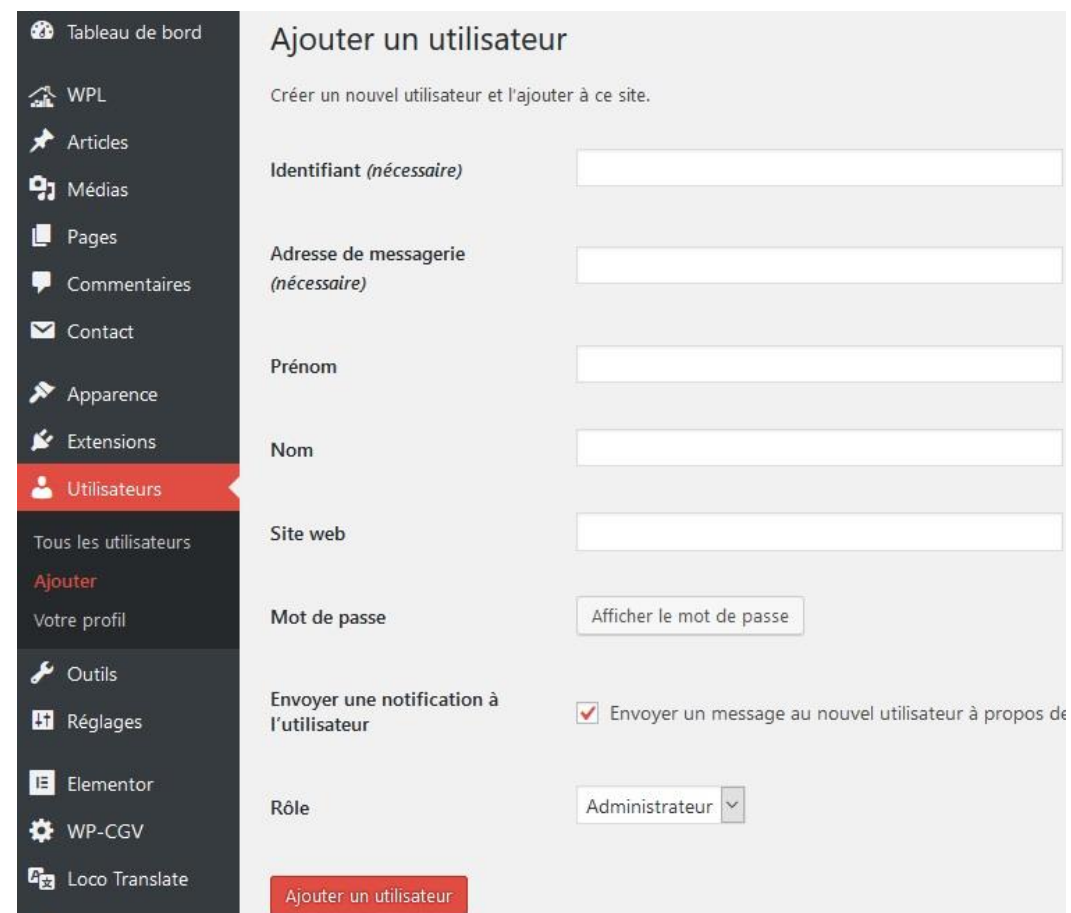 Tableau de bord
WPL
Articles
Médias
Pages
Commentaires
Contact
Apparence
Extensions
Utilisateurs
Tous les utilisateurs
Ajouter
Votre profil
Outils
Réglages
Elementor
WP-CGV
Loco Translate
Ajouter un utilisateur
Créer un nouvel utilisateur et l'ajouter à ce site.
Identifiant (nécessaire)
Adresse de messagerie
(nécessaire)
Prénom
Nom
Site web
Mot de passe
Afficher le mot de passe
Envoyer une notification à
l’utilisateur
Envoyer un message au nouvel utilisateur à propos de
Rôle
Administrateur
Ajouter un utilisateur